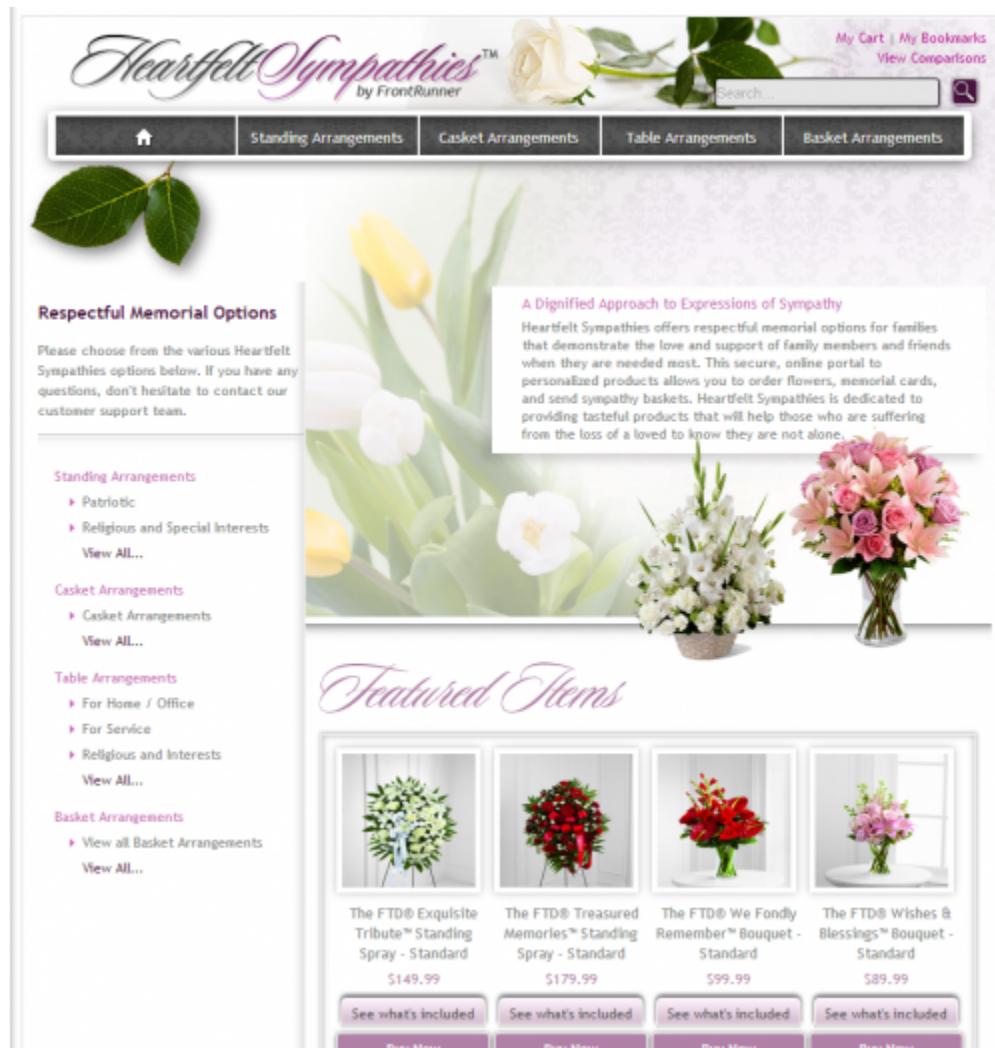 Heartfelt Sympathies™
by FrontRunner
My Cart | My Bookmarks
View Comparisons
Search...
Standing Arrangements
Casket Arrangements
Table Arrangements
Basket Arrangements
Respectful Memorial Options
Please choose from the various Heartfelt
Sympathies options below. If you have any
questions, don't hesitate to contact our
customer support team.
Standing Arrangements
Patriotic
Religious and Special Interests
View All...
Casket Arrangements
Casket Arrangements
View All...
Table Arrangements
For Home / Office
For Service
Religious and Interests
View All...
Basket Arrangements
View all Basket Arrangements
View All...
A Dignified Approach to Expressions of Sympathy
Heartfelt Sympathies offers respectful memorial options for families
that demonstrate the love and support of family members and friends
when they are needed most. This secure, online portal to
personalized products allows you to order flowers, memorial cards,
and send sympathy baskets. Heartfelt Sympathies is dedicated to
providing tasteful products that will help those who are suffering
from the loss of a loved to know they are not alone.
Featured Items
The FTD® Exquisite
Tribute™ Standing
Spray - Standard
$149.99
See what's included
Buy Now
The FTD® Treasured
Memories™ Standing
Spray - Standard
$179.99
See what's included
Buy Now
The FTD® We Fondly
Remember™ Bouquet -
Standard
$99.99
See what's included
Buy Now
The FTD® Wishes &
Blessings™ Bouquet -
Standard
$89.99
See what's included
Buy Now